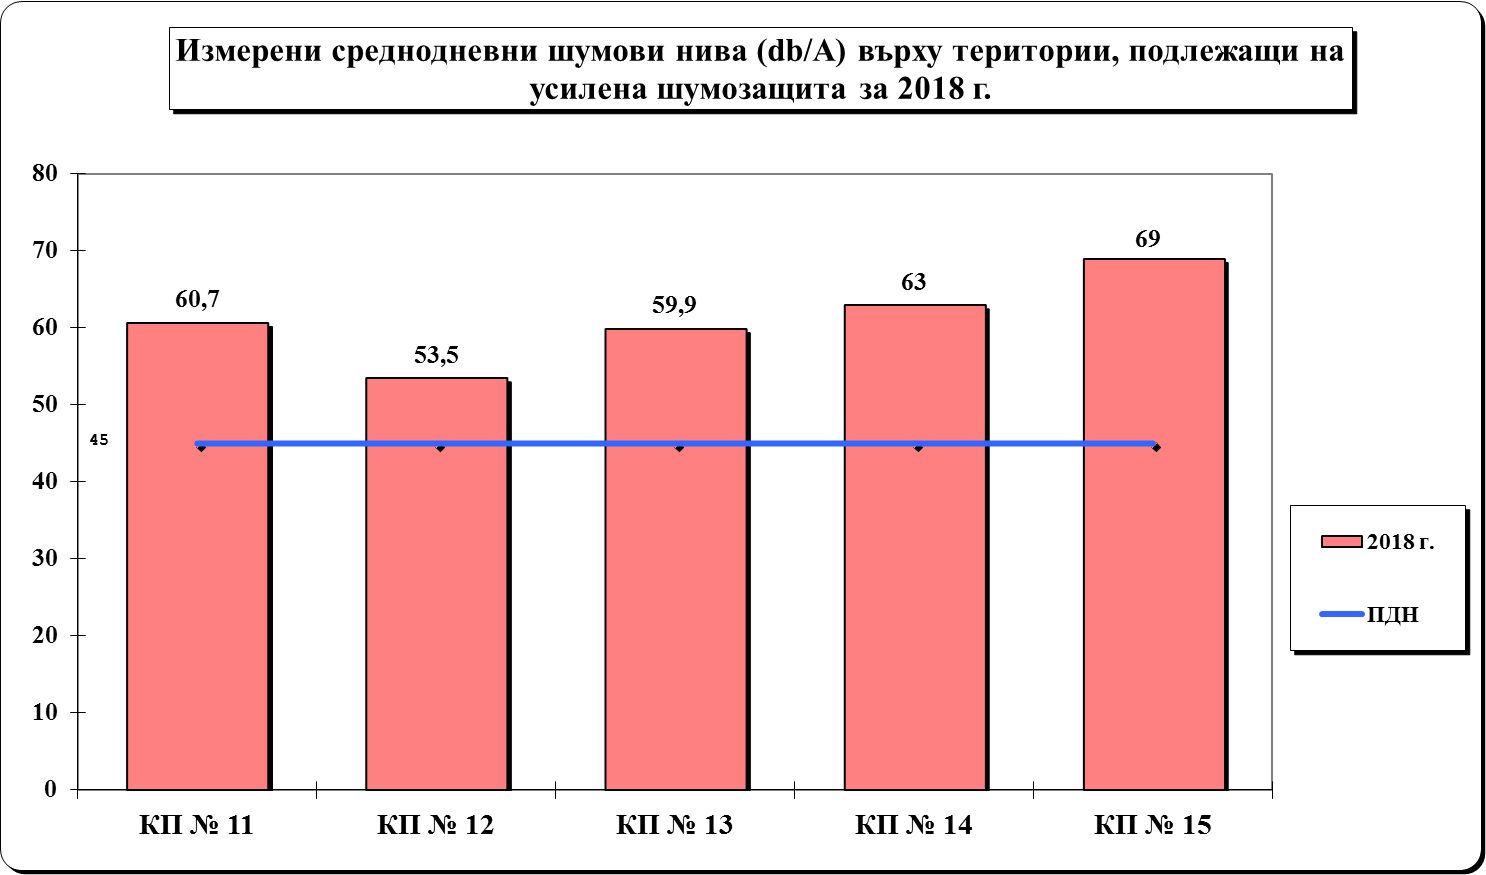 Измерени среднодневни шумови нива (db/A) върху територии, подлежащи на
усилена шумозащита за 2018 г.
80
70
60
50
45
40
30
20
10
0
60,7
53,5
59,9
63
69
КП № 11
КП № 12
КП № 13
КП № 14
КП № 15
2018 г.
ПДН